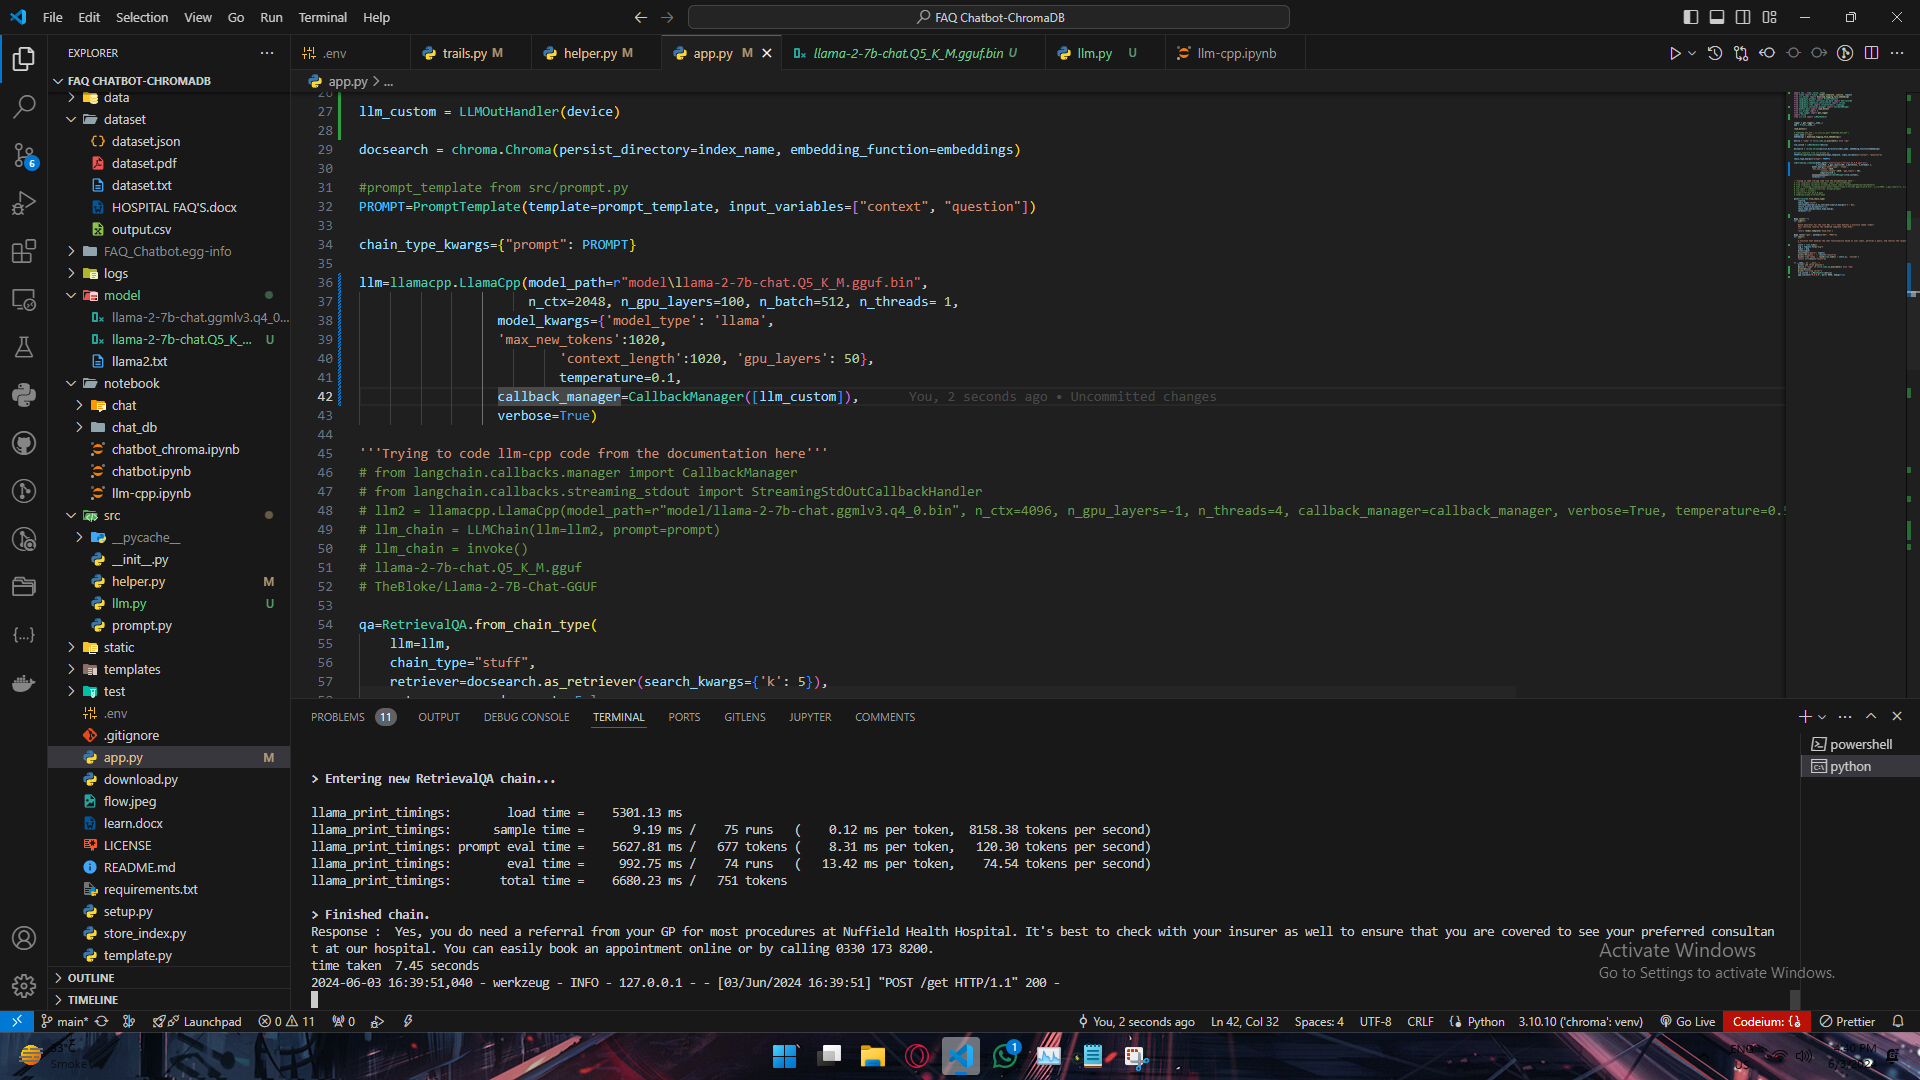 File Edit Selection View Go Run Terminal Help
FAQ Chatbot-ChromaDB
EXPLORER
.env
trails.py M
helper.py M
app.py M
llama-2-7b-chat.Q5_K_M.gguf.bin U
llm.py U
llm-cpp.ipynb
FAQ CHATBOT-CHROMADB
data
dataset
dataset.json
dataset.pdf
dataset.txt
HOSPITAL FAQ'S.docx
output.csv
FAQ_Chatbot.egg-info
logs
model
llama-2-7b-chat.ggmlv3.q4_0...
llama-2-7b-chat.Q5_K_... U
llama2.txt
notebook
chat
chat_db
chatbot_chroma.ipynb
chatbot.ipynb
llm-cpp.ipynb
src
__pycache__
__init__.py
helper.py M
llm.py U
prompt.py
static
templates
test
.env
.gitignore
app.py M
download.py
flow.jpeg
learn.docx
LICENSE
README.md
requirements.txt
setup.py
store_index.py
template.py
OUTLINE
TIMELINE
6
app.py > ...
26
27 llm_custom = LLMOutHandler(device)
28
29 docsearch = chroma.Chroma(persist_directory=index_name, embedding_function=embeddings)
30
31 #prompt_template from src/prompt.py
32 PROMPT=PromptTemplate(template=prompt_template, input_variables=["context", "question"])
33
34 chain_type_kwargs={"prompt": PROMPT}
35
36 llm=llamacpp.LlamaCpp(model_path=r"model\llama-2-7b-chat.Q5_K_M.gguf.bin",
37 n_ctx=2048, n_gpu_layers=100, n_batch=512, n_threads= 1,
38 model_kwargs={'model_type': 'llama',
39 'max_new_tokens':1020,
40 'context_length':1020, 'gpu_layers': 50},
41 temperature=0.1,
42 callback_manager=CallbackManager([llm_custom]), You, 2 seconds ago • Uncommitted changes
43 verbose=True)
44
45 '''Trying to code llm-cpp code from the documentation here'''
46 # from langchain.callbacks.manager import CallbackManager
47 # from langchain.callbacks.streaming_stdout import StreamingStdOutCallbackHandler
48 # llm2 = llamacpp.LlamaCpp(model_path=r"model/llama-2-7b-chat.ggmlv3.q4_0.bin", n_ctx=4096, n_gpu_layers=-1, n_threads=4, callback_manager=callback_manager, verbose=True, temperature=0.5
49 # llm_chain = LLMChain(llm=llm2, prompt=prompt)
50 # llm_chain = invoke()
51 # llama-2-7b-chat.Q5_K_M.gguf
52 # TheBloke/Llama-2-7B-Chat-GGUF
53
54 qa=RetrievalQA.from_chain_type(
55 llm=llm,
56 chain_type="stuff",
57 retriever=docsearch.as_retriever(search_kwargs={'k': 5}),
PROBLEMS 11 OUTPUT DEBUG CONSOLE TERMINAL PORTS GITLENS JUPYTER COMMENTS
powershell
python
> Entering new RetrievalQA chain...
llama_print_timings: load time = 5301.13 ms
llama_print_timings: sample time = 9.19 ms / 75 runs ( 0.12 ms per token, 8158.38 tokens per second)
llama_print_timings: prompt eval time = 5627.81 ms / 677 tokens ( 8.31 ms per token, 120.30 tokens per second)
llama_print_timings: eval time = 992.75 ms / 74 runs ( 13.42 ms per token, 74.54 tokens per second)
llama_print_timings: total time = 6680.23 ms / 751 tokens
> Finished chain.
Response : Yes, you do need a referral from your GP for most procedures at Nuffield Health Hospital. It's best to check with your insurer as well to ensure that you are covered to see your preferred consultan
t at our hospital. You can easily book an appointment online or by calling 0330 173 8200.
time taken 7.45 seconds
2024-06-03 16:39:51,040 - werkzeug - INFO - 127.0.0.1 - - [03/Jun/2024 16:39:51] "POST /get HTTP/1.1" 200 -
Activate Windows
Go to Settings to activate Windows.
main* Launchpad 0 11 0
You, 2 seconds ago Ln 42, Col 32 Spaces: 4 UTF-8 CRLF Python 3.10.10 ('chroma': venv) Go Live Codeium: {} Prettier
33°C
Smoke
1
ENG
US